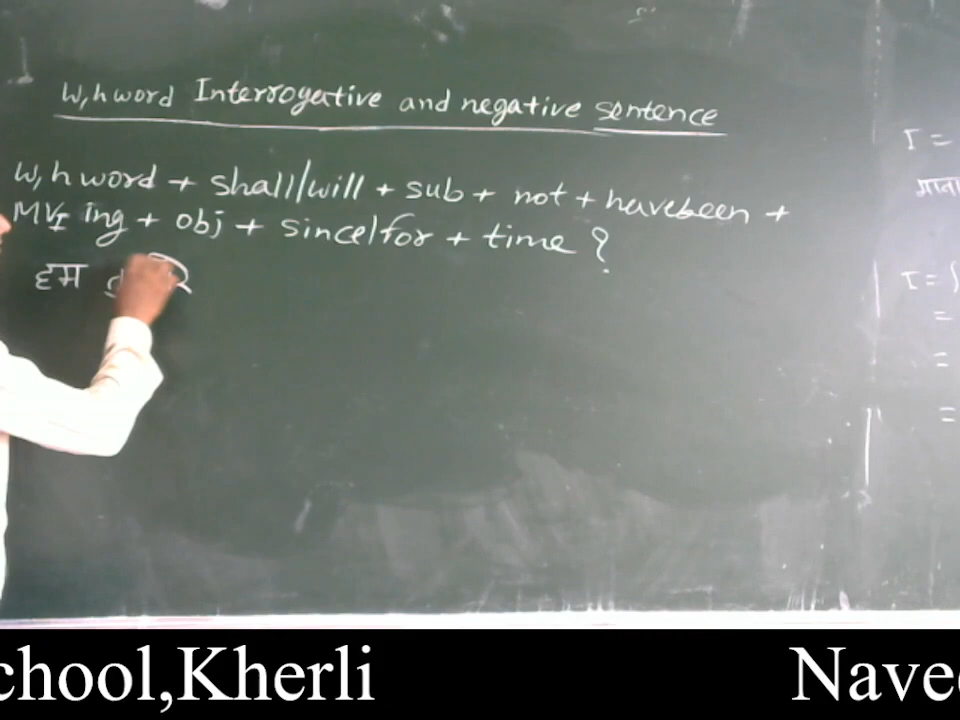 W,h word Interrogative and negative sentence
W,h word + shall/will + sub + not + havebeen +
MVI ing + obj + since/for + time ?
हम
I =
माना
I =
=
=
=
chool,Kherli Nave